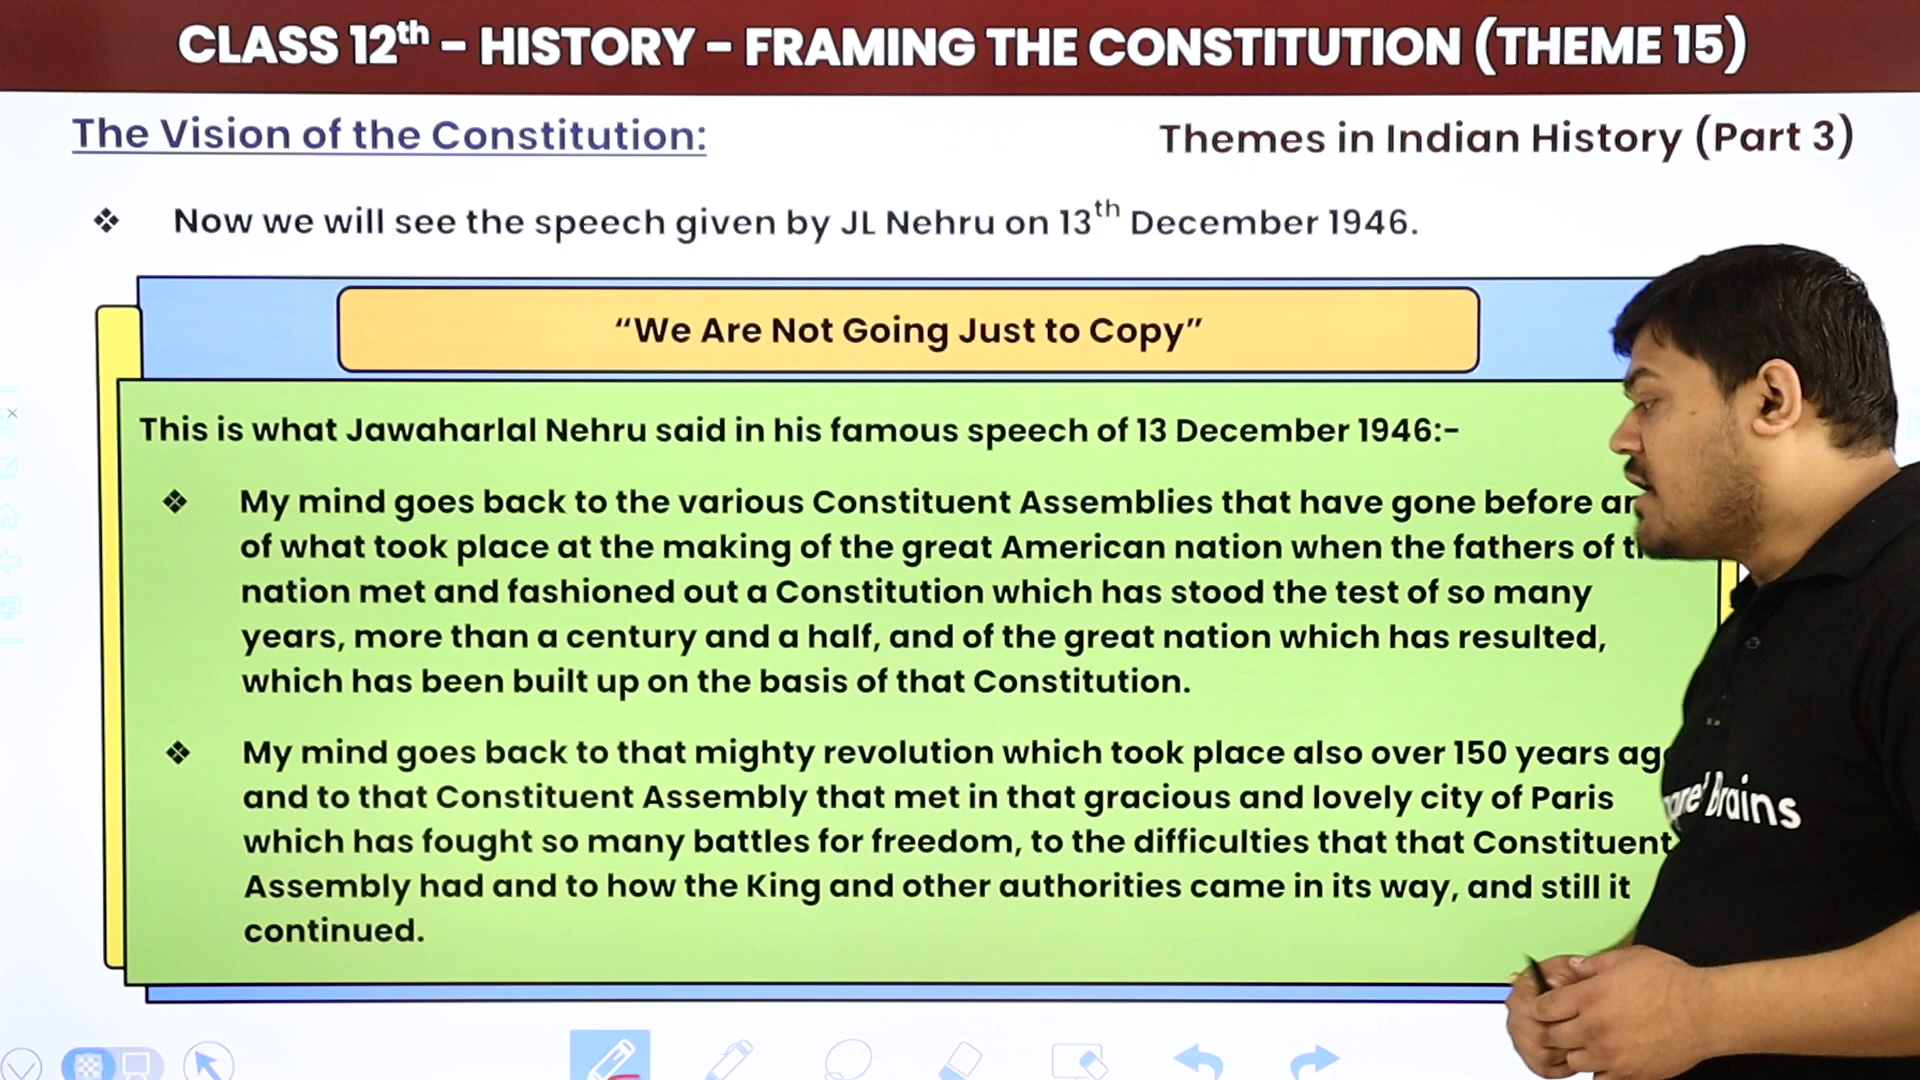 CLASS 12th - HISTORY - FRAMING THE CONSTITUTION (THEME 15)
The Vision of the Constitution:
Themes in Indian History (Part 3)
❖ Now we will see the speech given by JL Nehru on 13th December 1946.
“We Are Not Going Just to Copy”
This is what Jawaharlal Nehru said in his famous speech of 13 December 1946:-
❖ My mind goes back to the various Constituent Assemblies that have gone before
of what took place at the making of the great American nation when the fathers of
nation met and fashioned out a Constitution which has stood the test of so many
years, more than a century and a half, and of the great nation which has resulted,
which has been built up on the basis of that Constitution.
❖ My mind goes back to that mighty revolution which took place also over 150 years
and to that Constituent Assembly that met in that gracious and lovely city of Paris
which has fought so many battles for freedom, to the difficulties that that Constituent
Assembly had and to how the King and other authorities came in its way, and still it
continued.
Brains